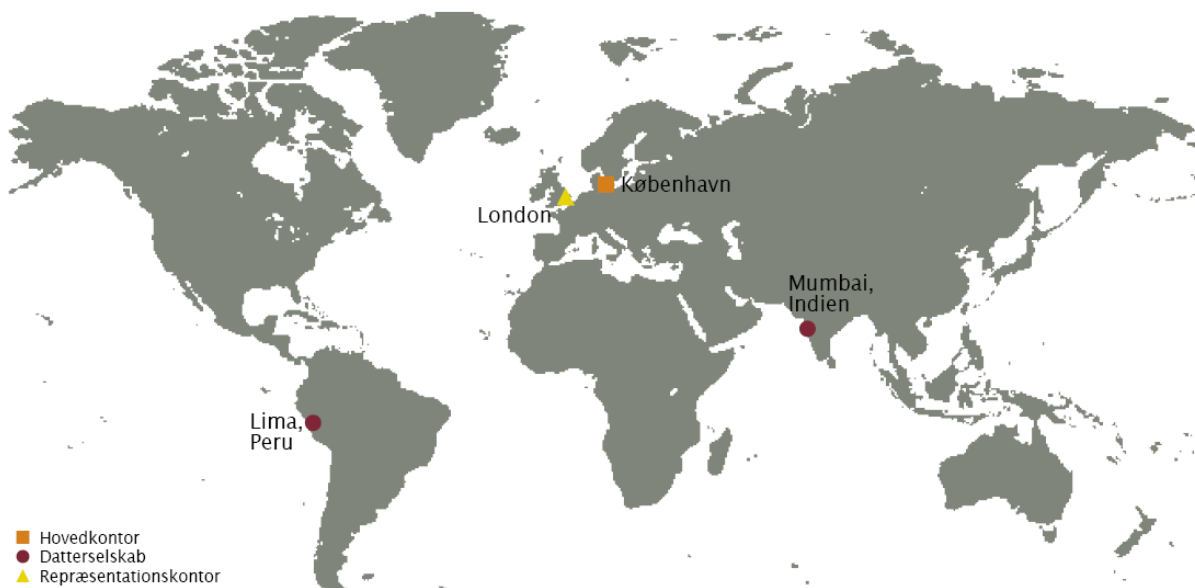 København
London
Mumbai,
Indien
Lima,
Peru
Hovedkontor
Datterselskab
Repræsentationskontor